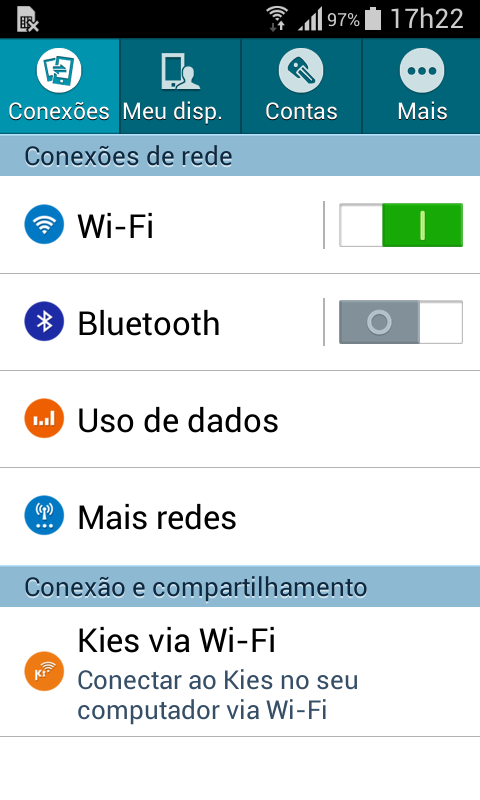 97% 17h22
Conexões Meu disp. Contas Mais
Conexões de rede
Wi-Fi
Bluetooth
Uso de dados
Mais redes
Conexão e compartilhamento
Kies via Wi-Fi
Conectar ao Kies no seu
computador via Wi-Fi